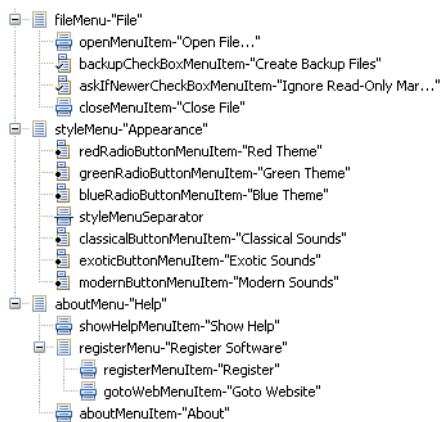 fileMenu-"File"
openMenuItem-"Open File..."
backupCheckBoxMenuItem-"Create Backup Files"
askIfNewerCheckBoxMenuItem-"Ignore Read-Only Mar..."
closeMenuItem-"Close File"
styleMenu-"Appearance"
redRadioButtonMenuItem-"Red Theme"
greenRadioButtonMenuItem-"Green Theme"
blueRadioButtonMenuItem-"Blue Theme"
styleMenuSeparator
classicalButtonMenuItem-"Classical Sounds"
exoticButtonMenuItem-"Exotic Sounds"
modernButtonMenuItem-"Modern Sounds"
aboutMenu-"Help"
showHelpMenuItem-"Show Help"
registerMenu-"Register Software"
registerMenuItem-"Register"
gotoWebMenuItem-"Goto Website"
aboutMenuItem-"About"